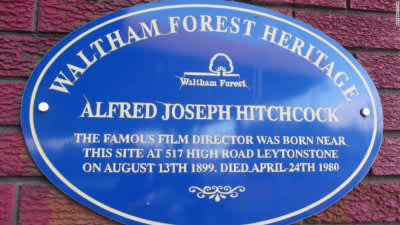 WALTHAM FOREST HERITAGE
Waltham Forest
ALFRED JOSEPH HITCHCOCK
THE FAMOUS FILM DIRECTOR WAS BORN NEAR
THIS SITE AT 517 HIGH ROAD LEYTONSTONE
ON AUGUST 13TH 1899. DIED APRIL 24TH 1980